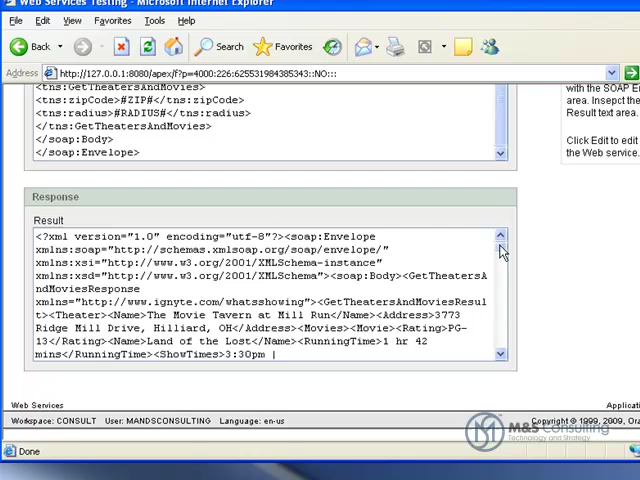 Web Services Testing - Microsoft Internet Explorer
File Edit View Favorites Tools Help
Back Search Favorites
Address http://127.0.0.1:8080/apex/f?p=4000:226:625531984385343::NO:::
<tns:GetTheatersAndMovies>
<tns:zipCode>#ZIP#</tns:zipCode>
<tns:radius>#RADIUS#</tns:radius>
</tns:GetTheatersAndMovies>
</soap:Body>
</soap:Envelope>
with the SOAP En
area. Insepct the
Result text area.
Click Edit to edit
the Web service.
Response
Result
<?xml version="1.0" encoding="utf-8"?><soap:Envelope
xmlns:soap="http://schemas.xmlsoap.org/soap/envelope/"
xmlns:xsi="http://www.w3.org/2001/XMLSchema-instance"
xmlns:xsd="http://www.w3.org/2001/XMLSchema"><soap:Body><GetTheatersA
ndMoviesResponse
xmlns="http://www.ignyte.com/whatsshowing"><GetTheatersAndMoviesResul
t><Theater><Name>The Movie Tavern at Mill Run</Name><Address>3773
Ridge Mill Drive, Hilliard, OH</Address><Movies><Movie><Rating>PG-
13</Rating><Name>Land of the Lost</Name><RunningTime>1 hr 42
mins</RunningTime><ShowTimes>3:30pm |
Web Services Applicati
Workspace: CONSULT User: MANDSCONSULTING Language: en-us Copyright © 1999, 2009, Ora
M&S Consulting
Technology and Strategy
Done